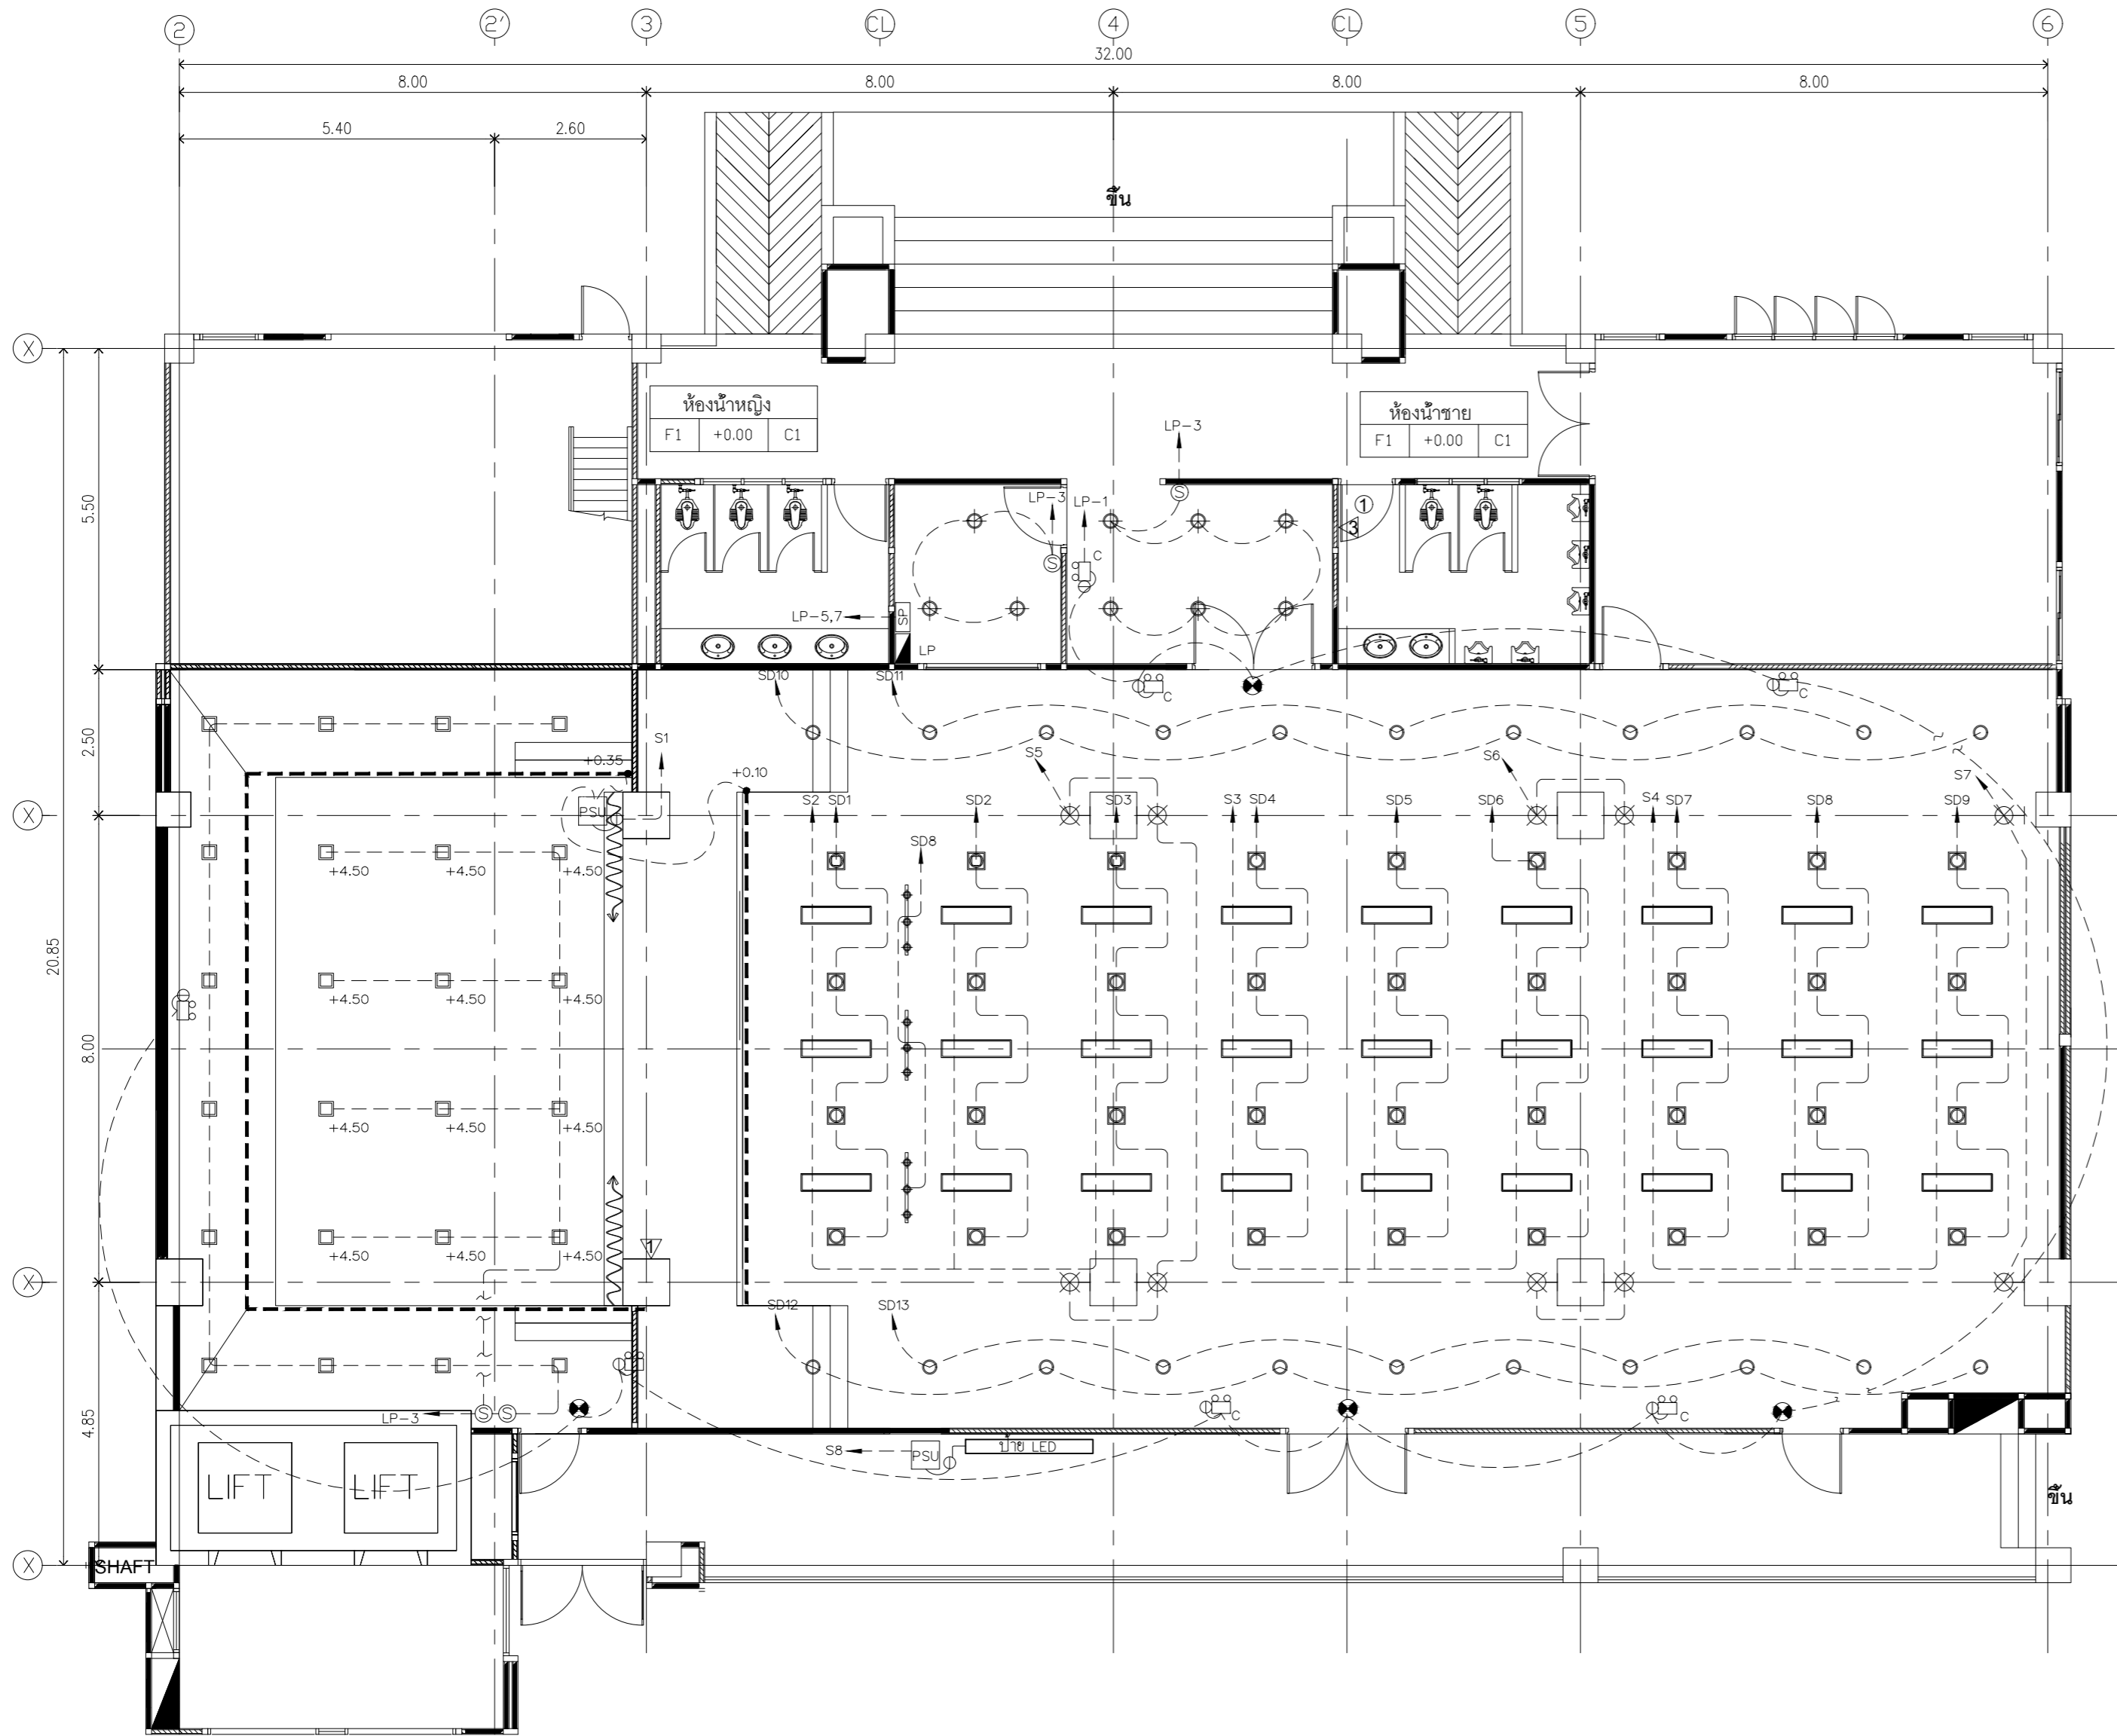 2 2' 3 CL 4 CL 5 6
32.00
8.00 8.00 8.00 8.00
5.40 2.60
ขึ้น
X
ห้องน้ำหญิง
F1 +0.00 C1
ห้องน้ำชาย
F1 +0.00 C1
LP-3
LP-3 LP-1 S 1
3
5.50
C
S
LP-5,7 SP
LP
SD10 SD11 C C
2.50
S1
+0.35 +0.10 S5 S6 S7
X PSU S2 SD1 SD2 SD3 S3 SD4 SD5 SD6 S4 SD7 SD8 SD9
SD8
+4.50 +4.50 +4.50
20.85
+4.50 +4.50 +4.50
8.00
+4.50 +4.50 +4.50
+4.50 +4.50 +4.50
1
X
SD12 SD13
4.85
LP-3 S S C C
S8 PSU ป้าย LED
LIFT LIFT
ขึ้น
X SHAFT